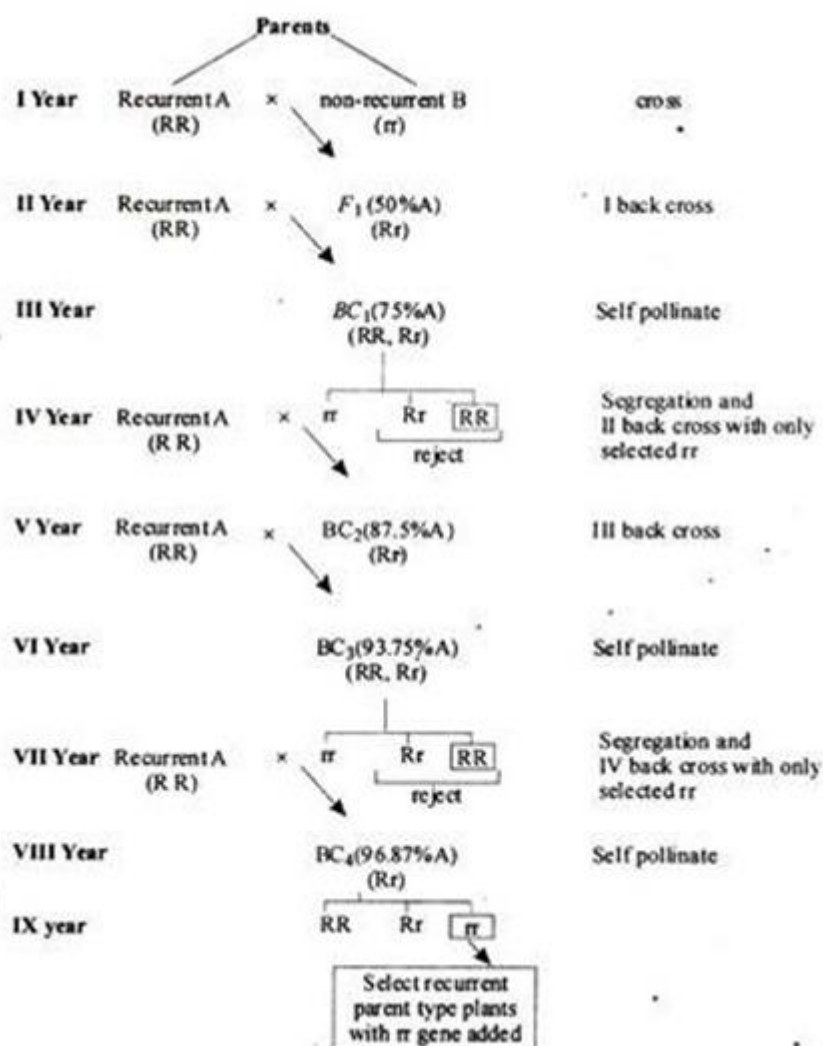 Parents
I Year Recurrent A × non-recurrent B cross
(RR) (rr)
II Year Recurrent A × F1 (50%A) I back cross
(RR) (Rr)
III Year BC1(75%A) Self pollinate
(RR, Rr)
IV Year Recurrent A × rr Rr RR Segregation and
(RR) reject II back cross with only
selected rr
V Year Recurrent A × BC2(87.5%A) III back cross
(RR) (Rr)
VI Year BC3(93.75%A) Self pollinate
(RR, Rr)
VII Year Recurrent A × rr Rr RR Segregation and
(RR) reject IV back cross with only
selected rr
VIII Year BC4(96.87%A) Self pollinate
(Rr)
IX year RR Rr rr
Select recurrent
parent type plants
with rr gene added